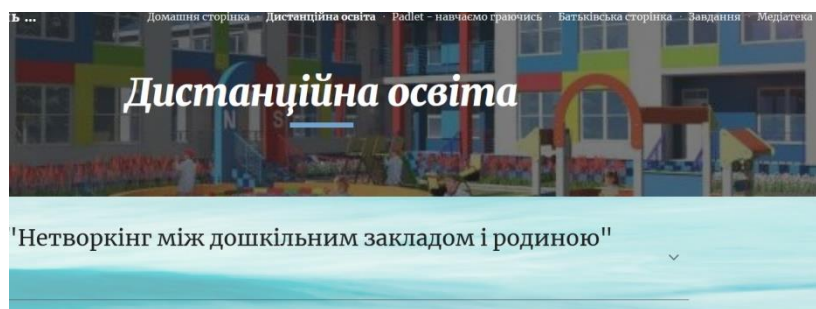 ь ... Домашня сторінка · Дистанційна освіта · Padlet - навчаємо граючись · Батьківська сторінка · Завдання · Медіатека
Дистанційна освіта
N S
"Нетворкінг між дошкільним закладом і родиною"